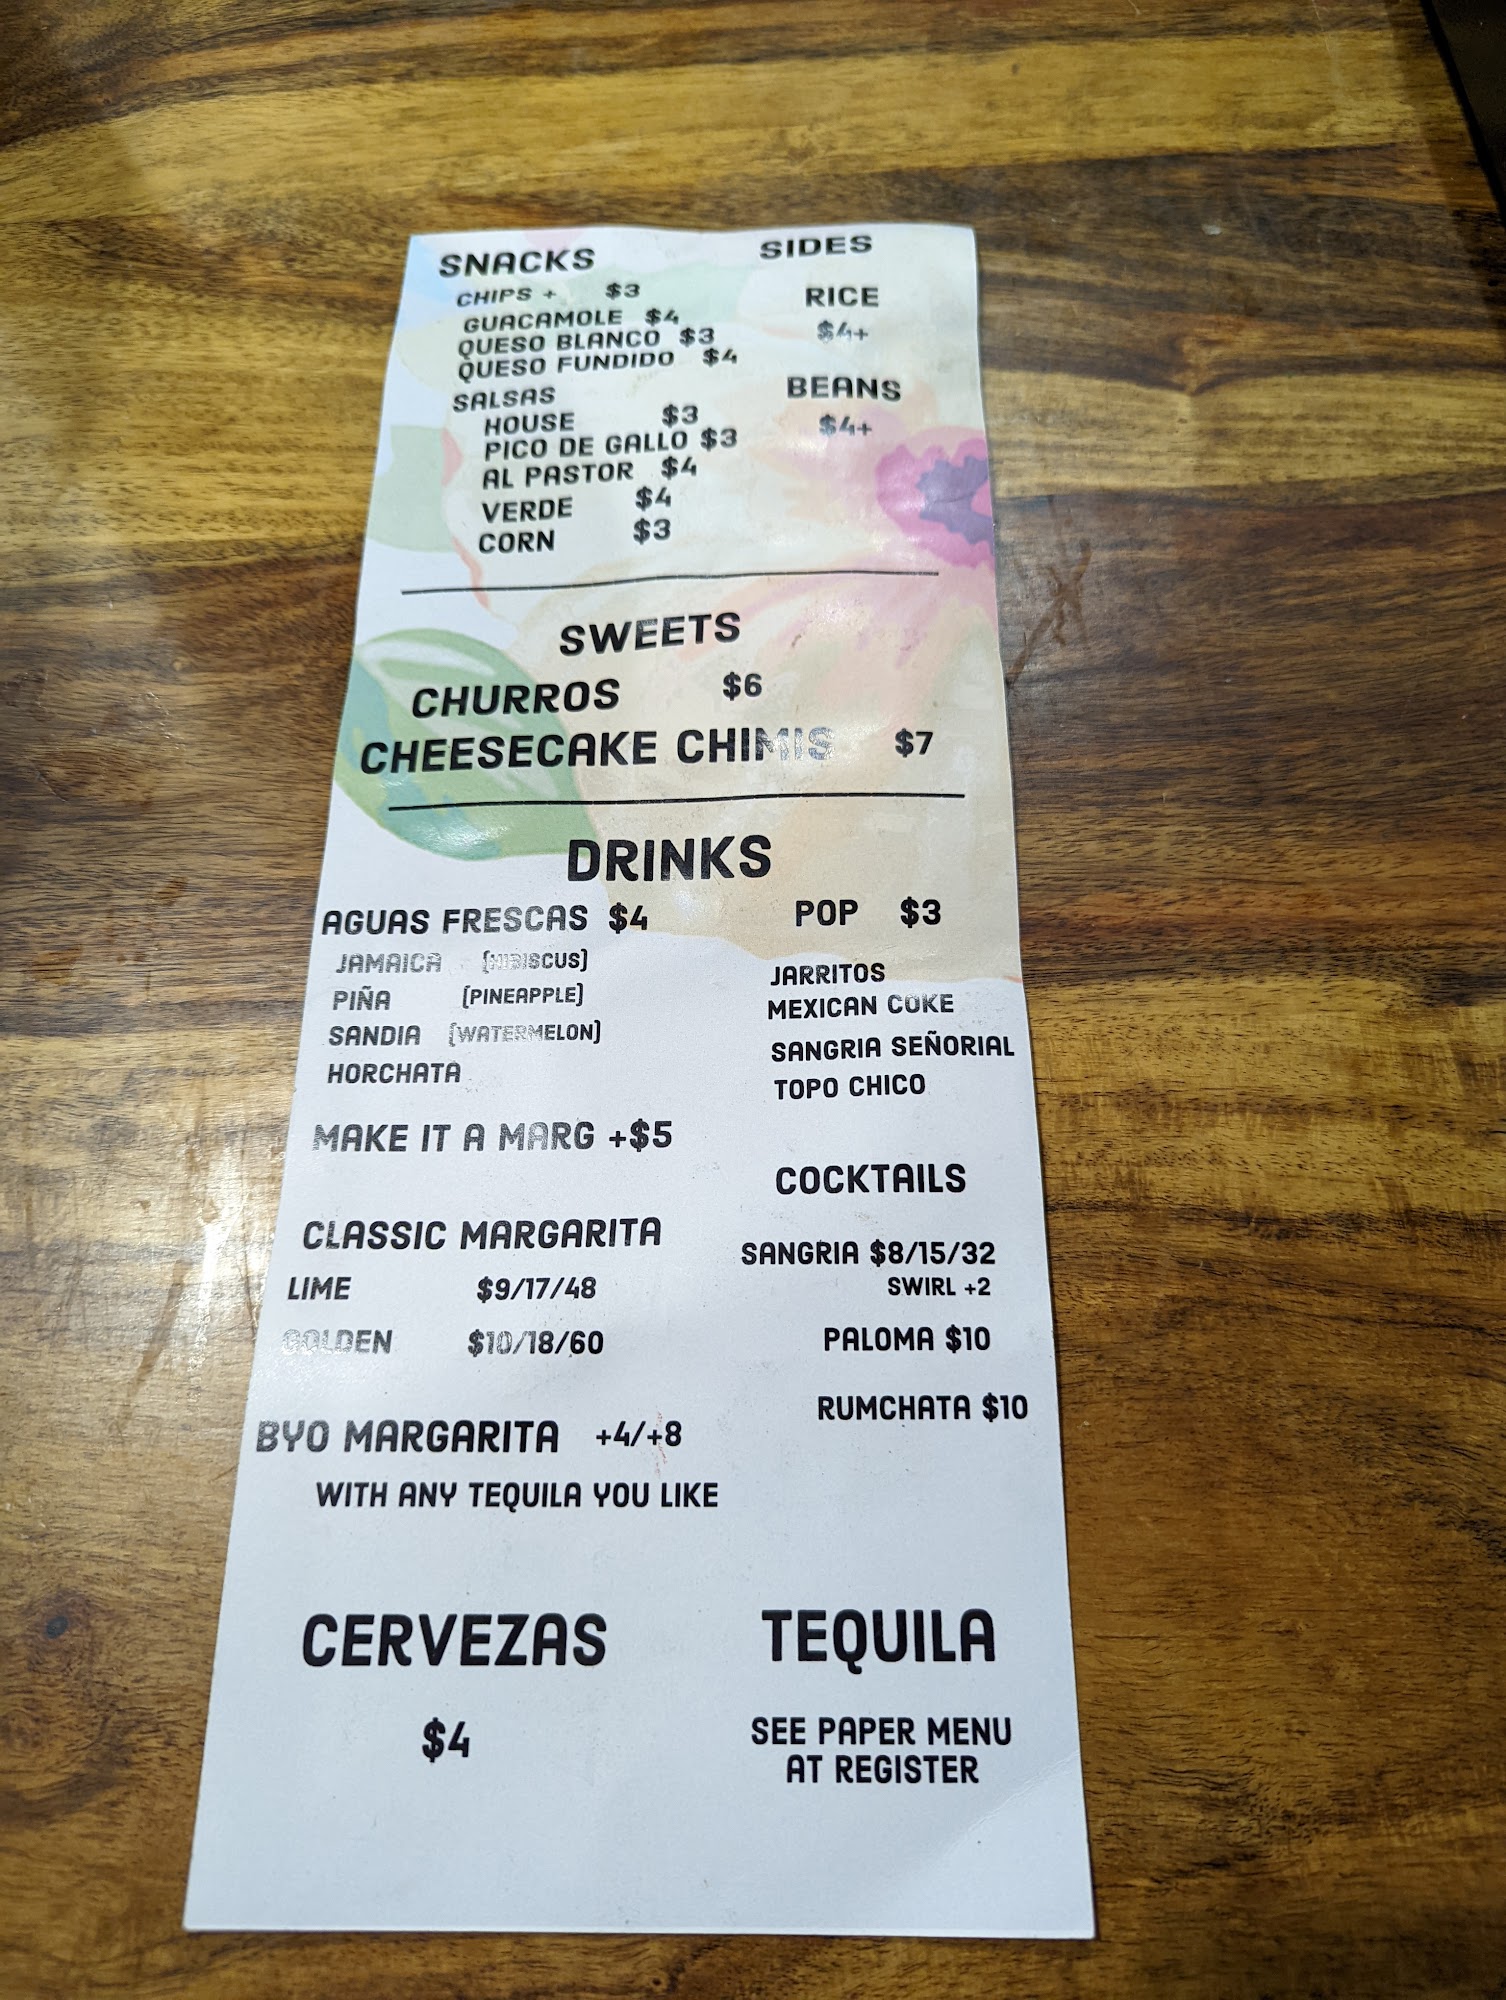 SNACKS
CHIPS + $3
GUACAMOLE $4
QUESO BLANCO $3
QUESO FUNDIDO $4
SALSAS
HOUSE $3
PICO DE GALLO $3
AL PASTOR $4
VERDE $4
CORN $3
SIDES
RICE
$4+
BEANS
$4+
SWEETS
CHURROS $6
CHEESECAKE CHIMIS $7
DRINKS
AGUAS FRESCAS $4
JAMAICA (HIBISCUS)
PIÑA (PINEAPPLE)
SANDIA (WATERMELON)
HORCHATA
MAKE IT A MARG +$5
CLASSIC MARGARITA
LIME $9/17/48
GOLDEN $10/18/60
BYO MARGARITA +4/+8
WITH ANY TEQUILA YOU LIKE
POP $3
JARRITOS
MEXICAN COKE
SANGRIA SEÑORIAL
TOPO CHICO
COCKTAILS
SANGRIA $8/15/32
SWIRL +2
PALOMA $10
RUMCHATA $10
CERVEZAS
$4
TEQUILA
SEE PAPER MENU
AT REGISTER